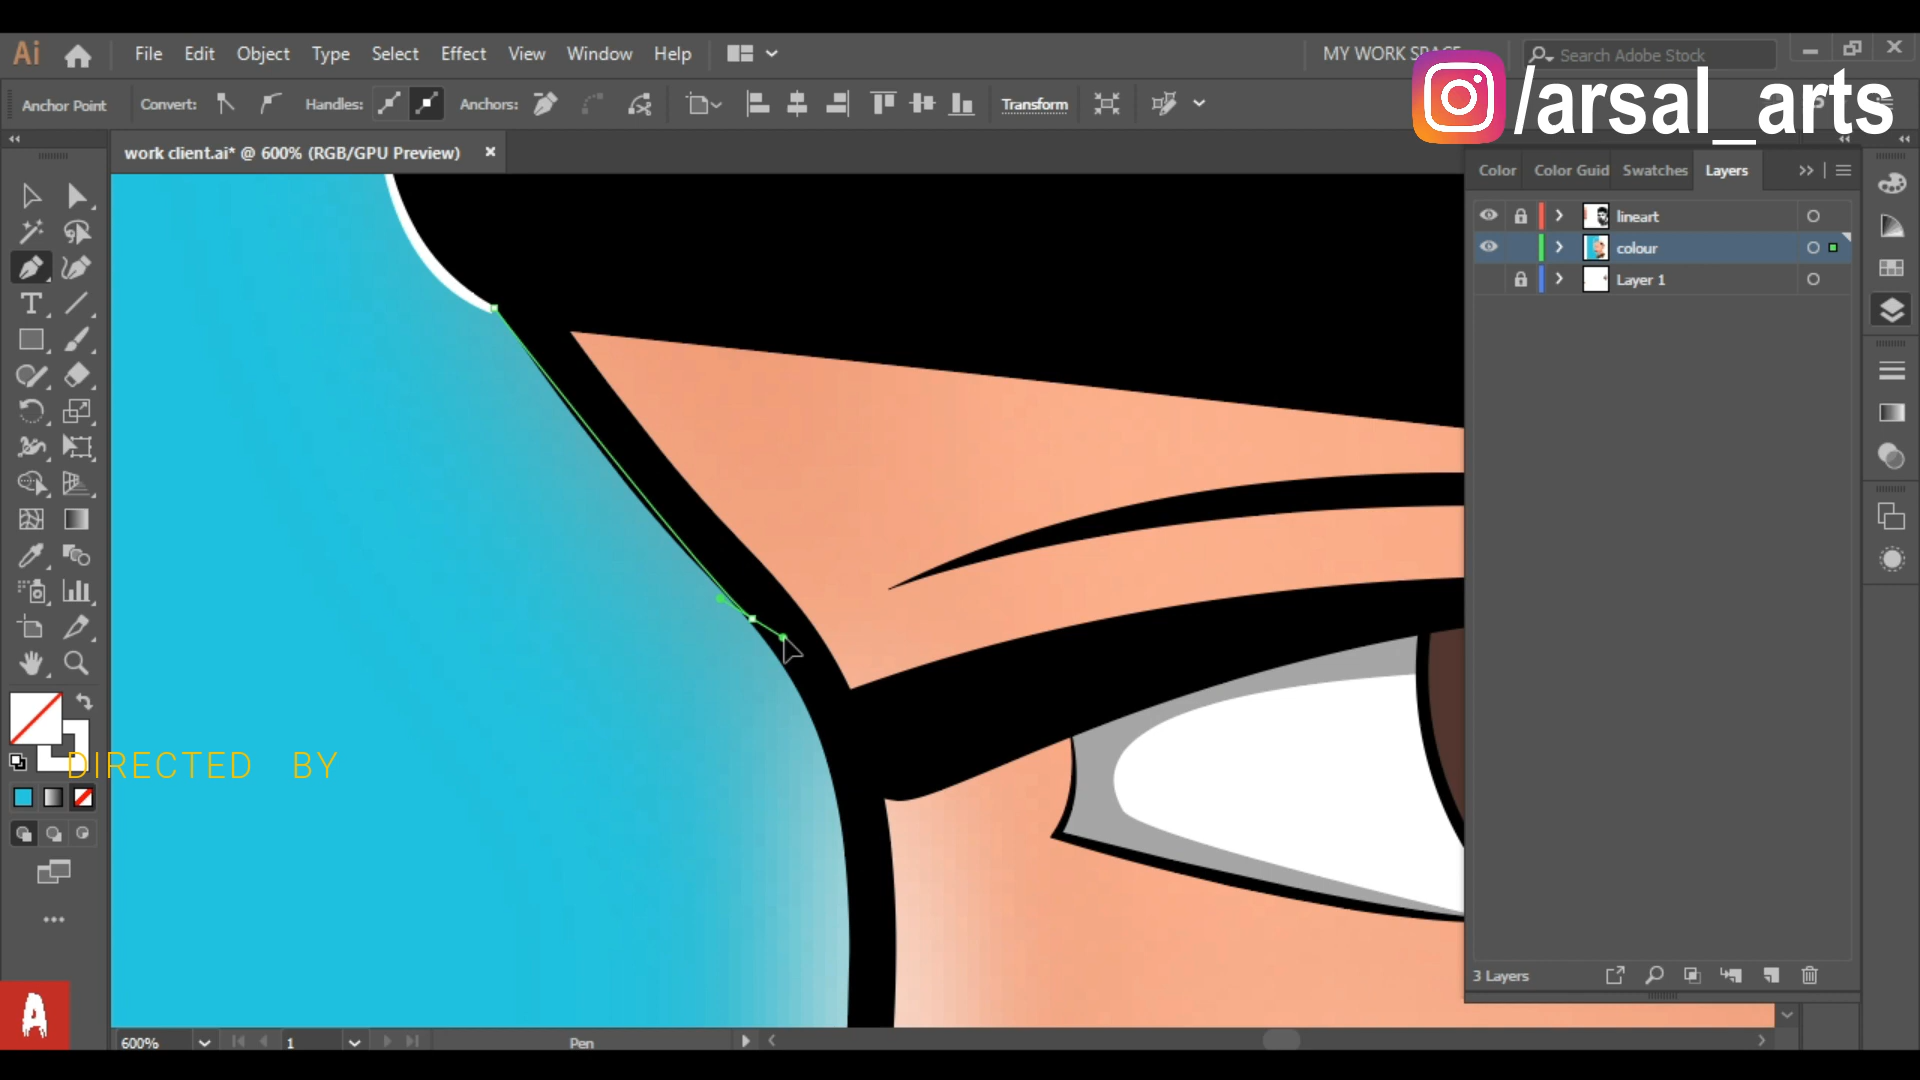 Ai File Edit Object Type Select Effect View Window Help MY WORK SPACE Search Adobe Stock
Anchor Point Convert: Handles: Anchors: Transform
/arsal_arts
work client.ai* @ 600% (RGB/GPU Preview)
Color Color Guid Swatches Layers
lineart
colour
Layer 1
DIRECTED BY
3 Layers
A
600% 1 Pen